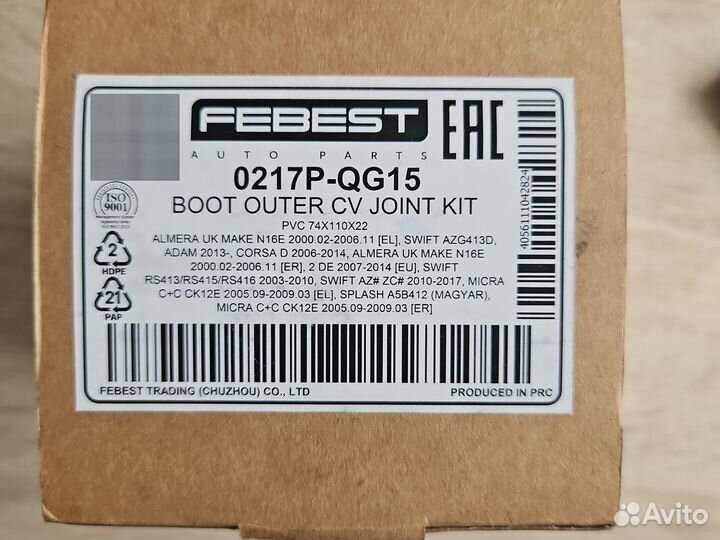 FEBEST
AUTO PARTS
EAC
0217P-QG15
BOOT OUTER CV JOINT KIT
PVC 74X110X22
ALMERA UK MAKE N16E 2000.02-2006.11 [EL], SWIFT AZG413D,
ADAM 2013-, CORSA D 2006-2014, ALMERA UK MAKE N16E
2000.02-2006.11 [ER], 2 DE 2007-2014 [EU], SWIFT
RS413/RS415/RS416 2003-2010, SWIFT AZ# ZC# 2010-2017, MICRA
C+C CK12E 2005.09-2009.03 [EL], SPLASH A5B412 (MAGYAR),
MICRA C+C CK12E 2005.09-2009.03 [ER]
ISO
9001
2
HDPE
21
PAP
4056111042824
FEBEST TRADING (CHUZHOU) CO., LTD
PRODUCED IN PRC
Avito